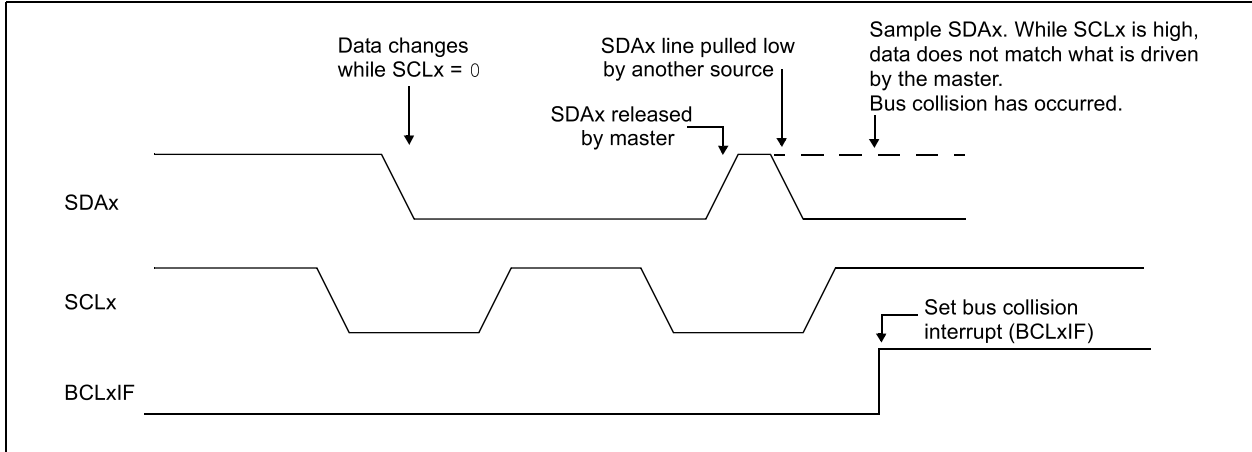 Data changes
while SCLx = 0
SDAx line pulled low
by another source
SDAx released
by master
Sample SDAx. While SCLx is high,
data does not match what is driven
by the master.
Bus collision has occurred.
SDAx
SCLx
Set bus collision
interrupt (BCLxIF)
BCLxIF